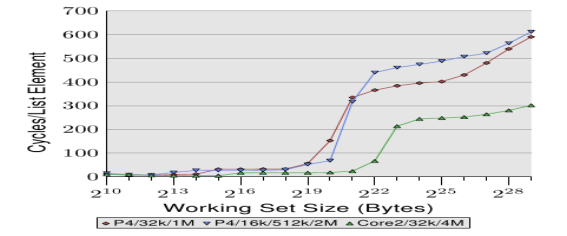 700
600
500
400
300
200
100
0
Cycles/List Element
2^10 2^13 2^16 2^19 2^22 2^25 2^28
Working Set Size (Bytes)
P4/32k/1M P4/16k/512k/2M Core2/32k/4M